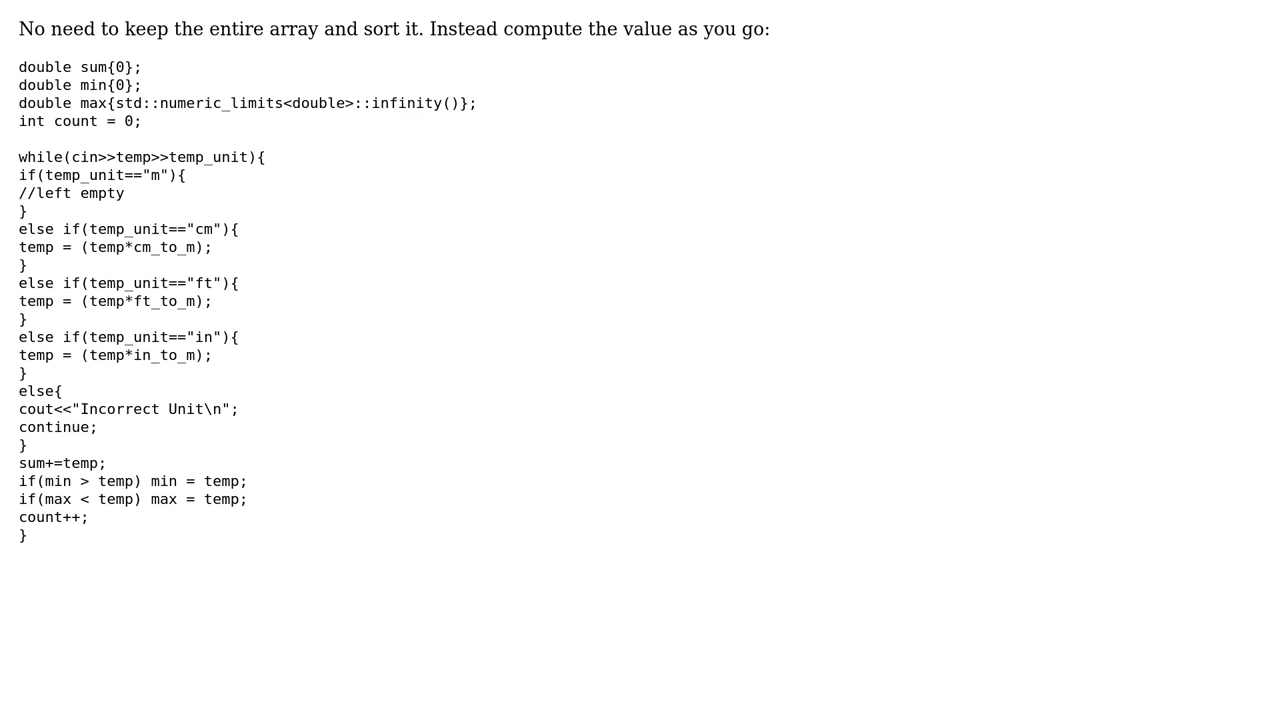 No need to keep the entire array and sort it. Instead compute the value as you go:
double sum{0};
double min{0};
double max{std::numeric_limits<double>::infinity()};
int count = 0;
while(cin>>temp>>temp_unit){
if(temp_unit=="m"){
//left empty
}
else if(temp_unit=="cm"){
temp = (temp*cm_to_m);
}
else if(temp_unit=="ft"){
temp = (temp*ft_to_m);
}
else if(temp_unit=="in"){
temp = (temp*in_to_m);
}
else{
cout<<"Incorrect Unit\n";
continue;
}
sum+=temp;
if(min > temp) min = temp;
if(max < temp) max = temp;
count++;
}